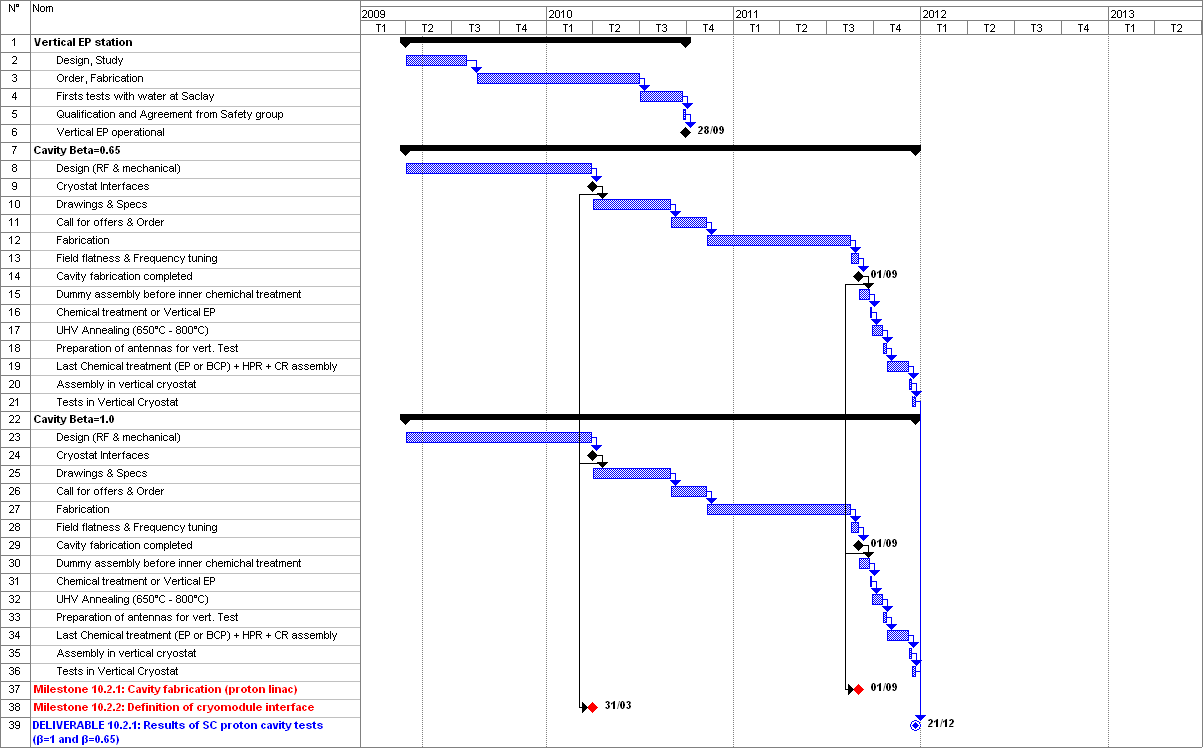 N° Nom 2009 2010 2011 2012 2013
T1 T2 T3 T4 T1 T2 T3 T4 T1 T2 T3 T4 T1 T2 T3 T4 T1 T2
1 Vertical EP station
2 Design, Study
3 Order, Fabrication
4 Firsts tests with water at Saclay
5 Qualification and Agreement from Safety group
6 Vertical EP operational 28/09
7 Cavity Beta=0.65
8 Design (RF & mechanical)
9 Cryostat Interfaces
10 Drawings & Specs
11 Call for offers & Order
12 Fabrication
13 Field flatness & Frequency tuning
14 Cavity fabrication completed 01/09
15 Dummy assembly before inner chemichal treatment
16 Chemical treatment or Vertical EP
17 UHV Annealing (650°C - 800°C)
18 Preparation of antennas for vert. Test
19 Last Chemical treatment (EP or BCP) + HPR + CR assembly
20 Assembly in vertical cryostat
21 Tests in Vertical Cryostat
22 Cavity Beta=1.0
23 Design (RF & mechanical)
24 Cryostat Interfaces
25 Drawings & Specs
26 Call for offers & Order
27 Fabrication
28 Field flatness & Frequency tuning
29 Cavity fabrication completed 01/09
30 Dummy assembly before inner chemichal treatment
31 Chemical treatment or Vertical EP
32 UHV Annealing (650°C - 800°C)
33 Preparation of antennas for vert. Test
34 Last Chemical treatment (EP or BCP) + HPR + CR assembly
35 Assembly in vertical cryostat
36 Tests in Vertical Cryostat
37 Milestone 10.2.1: Cavity fabrication (proton linac) 01/09
38 Milestone 10.2.2: Definition of cryomodule interface 31/03
39 DELIVERABLE 10.2.1: Results of SC proton cavity tests 21/12
(β=1 and β=0.65)